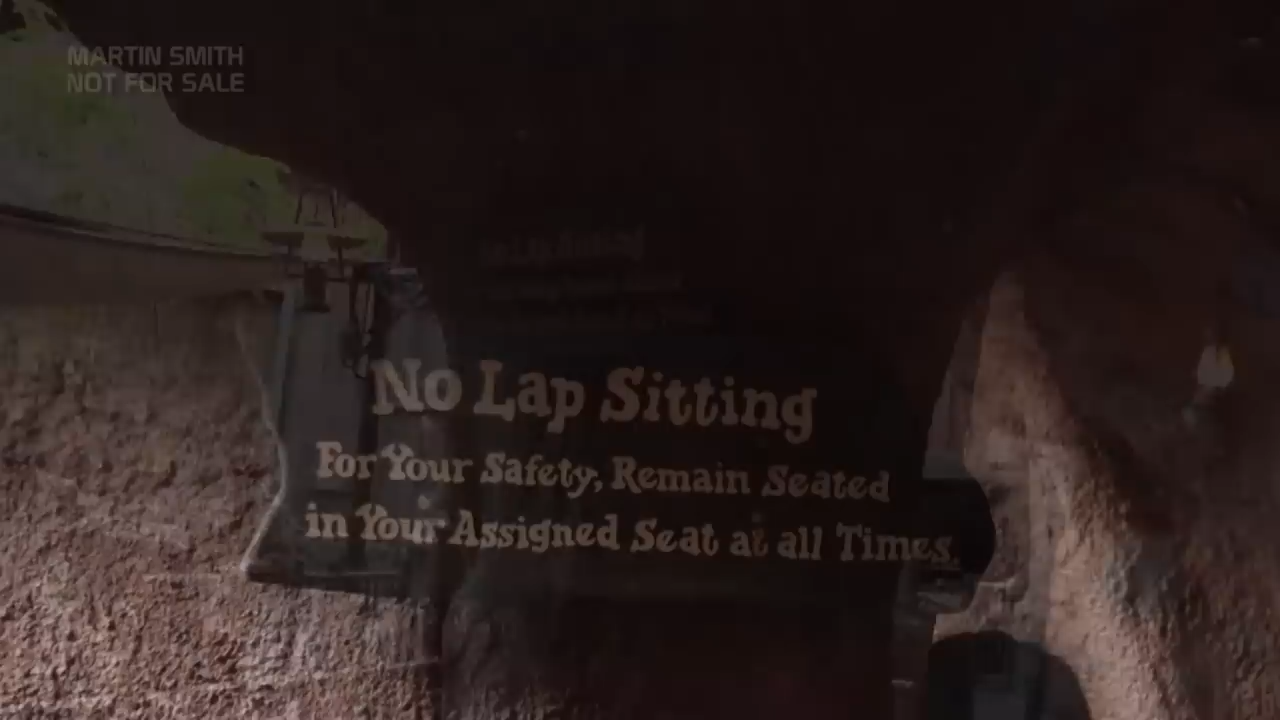 MARTIN SMITH
NOT FOR SALE
No Lap Sitting
For Your Safety, Remain Seated
in Your Assigned Seat at all Times.